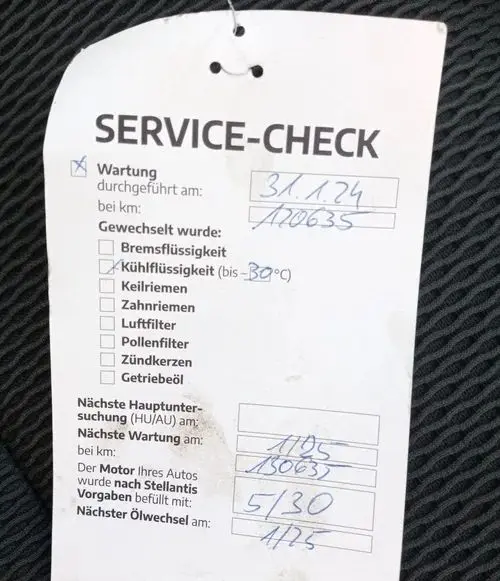 SERVICE-CHECK
x Wartung
durchgeführt am: 31.1.24
bei km: 120635
Gewechselt wurde:
Bremsflüssigkeit
Kühlflüssigkeit (bis -30°C)
Keilriemen
Zahnriemen
Luftfilter
Pollenfilter
Zündkerzen
Getriebeöl
Nächste Hauptunter-
suchung (HU/AU) am:
Nächste Wartung am: 1/25
bei km: 130635
Der Motor Ihres Autos
wurde nach Stellantis
Vorgaben befüllt mit: 5/30
Nächster Ölwechsel am: 1/25